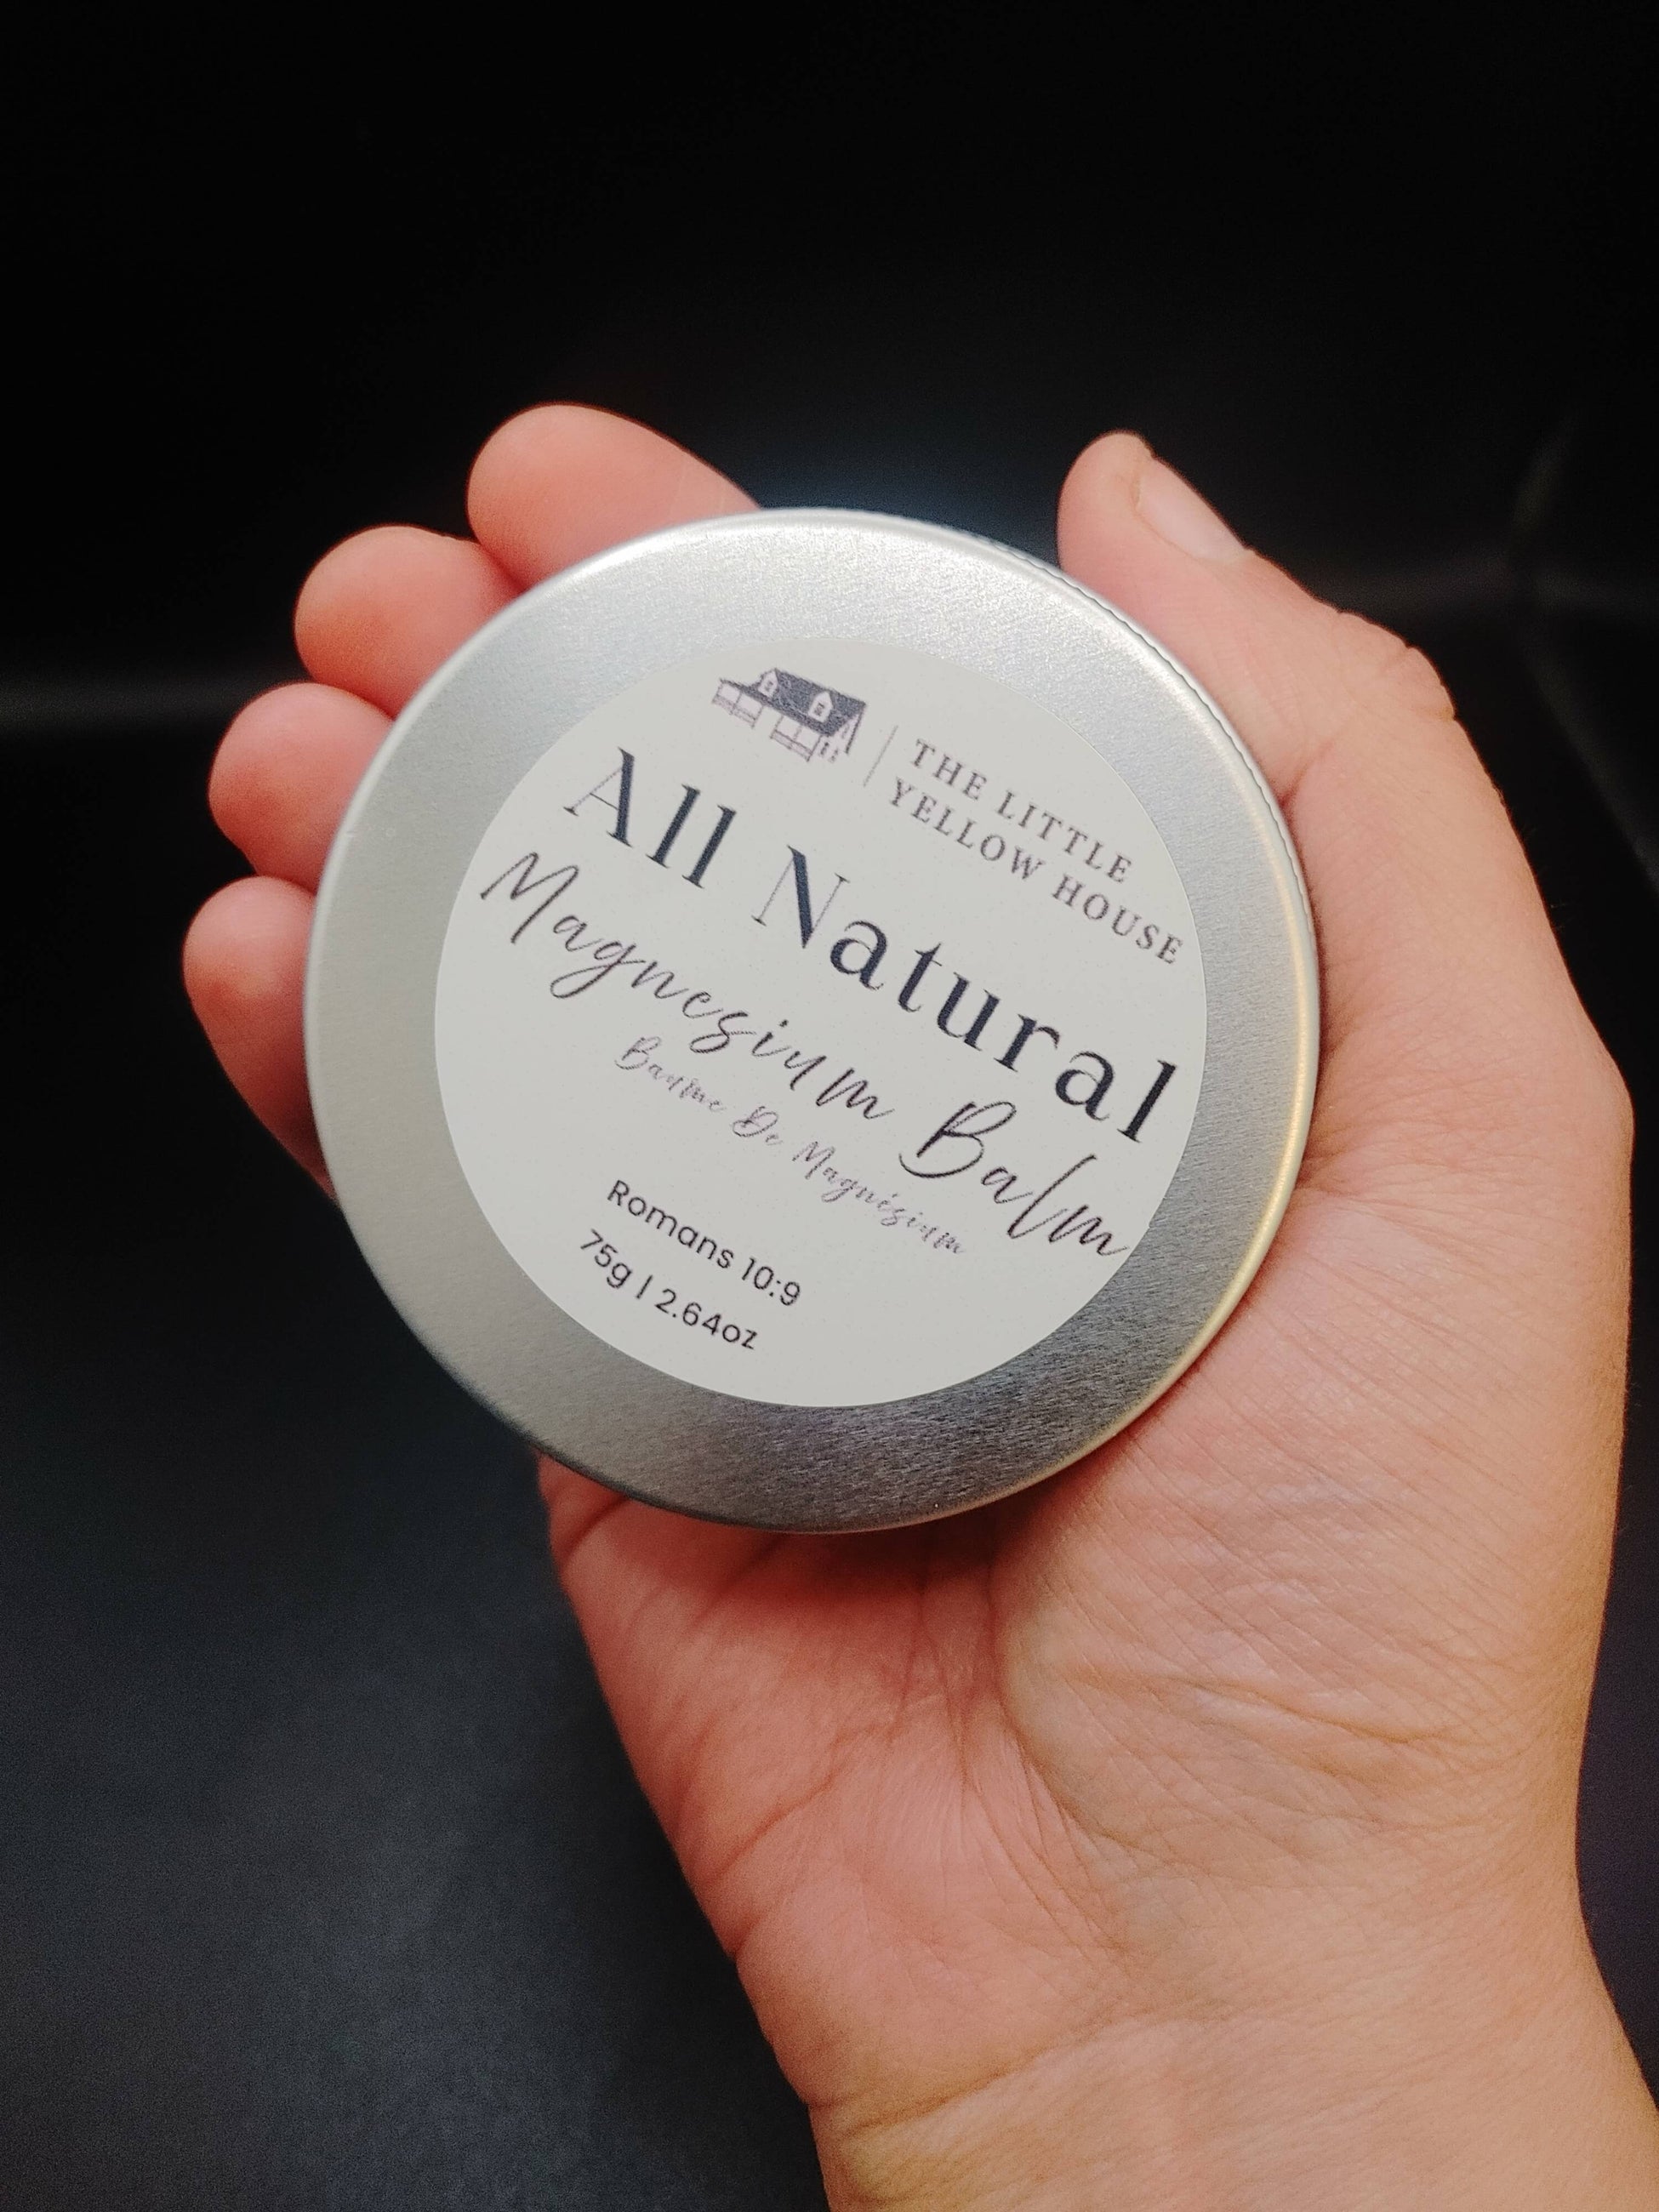 THE LITTLE
YELLOW HOUSE
All Natural
Magnesium Balm
Baume De Magnésium
Romans 10:9
75g | 2.64oz